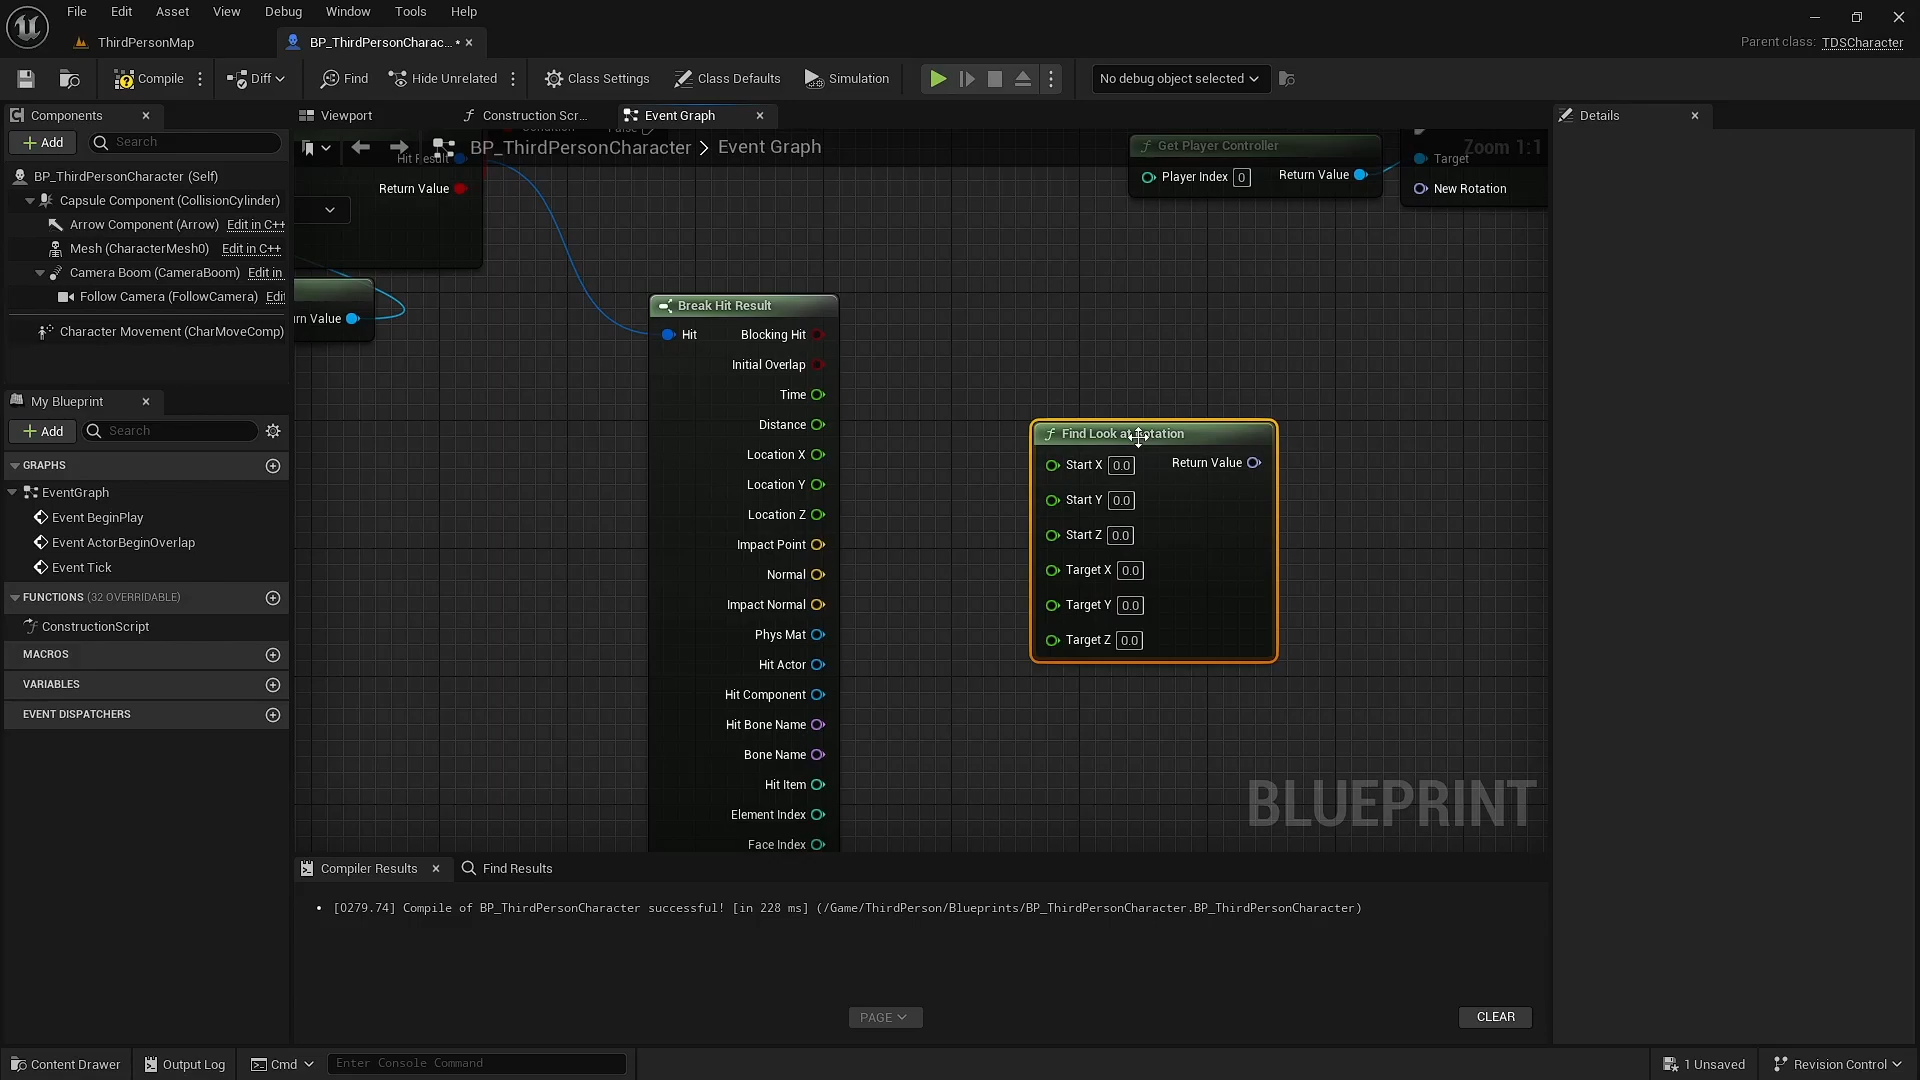 File Edit Asset View Debug Window Tools Help
ThirdPersonMap
BP_ThirdPersonCharac... •
Parent class: TDSCharacter
Compile
Diff
Find
Hide Unrelated
Class Settings
Class Defaults
Simulation
No debug object selected
Components
Viewport
Construction Scr...
Event Graph
Details
Add
Search
BP_ThirdPersonCharacter > Event Graph
Zoom 1:1
BP_ThirdPersonCharacter (Self)
Capsule Component (CollisionCylinder)
Arrow Component (Arrow) Edit in C++
Mesh (CharacterMesh0) Edit in C++
Camera Boom (CameraBoom) Edit in
Follow Camera (FollowCamera) Edit
Character Movement (CharMoveComp)
Hit Result
Return Value
Get Player Controller
Player Index 0
Return Value
Target
New Rotation
rn Value
Break Hit Result
Hit
Blocking Hit
Initial Overlap
Time
Distance
Location X
Location Y
Location Z
Impact Point
Normal
Impact Normal
Phys Mat
Hit Actor
Hit Component
Hit Bone Name
Bone Name
Hit Item
Element Index
Face Index
Find Look at Rotation
Start X 0.0
Return Value
Start Y 0.0
Start Z 0.0
Target X 0.0
Target Y 0.0
Target Z 0.0
BLUEPRINT
My Blueprint
Add
Search
GRAPHS
EventGraph
Event BeginPlay
Event ActorBeginOverlap
Event Tick
FUNCTIONS (32 OVERRIDABLE)
ConstructionScript
MACROS
VARIABLES
EVENT DISPATCHERS
Compiler Results
Find Results
• [0279.74] Compile of BP_ThirdPersonCharacter successful! [in 228 ms] (/Game/ThirdPerson/Blueprints/BP_ThirdPersonCharacter.BP_ThirdPersonCharacter)
PAGE
CLEAR
Content Drawer
Output Log
Cmd
Enter Console Command
1 Unsaved
Revision Control